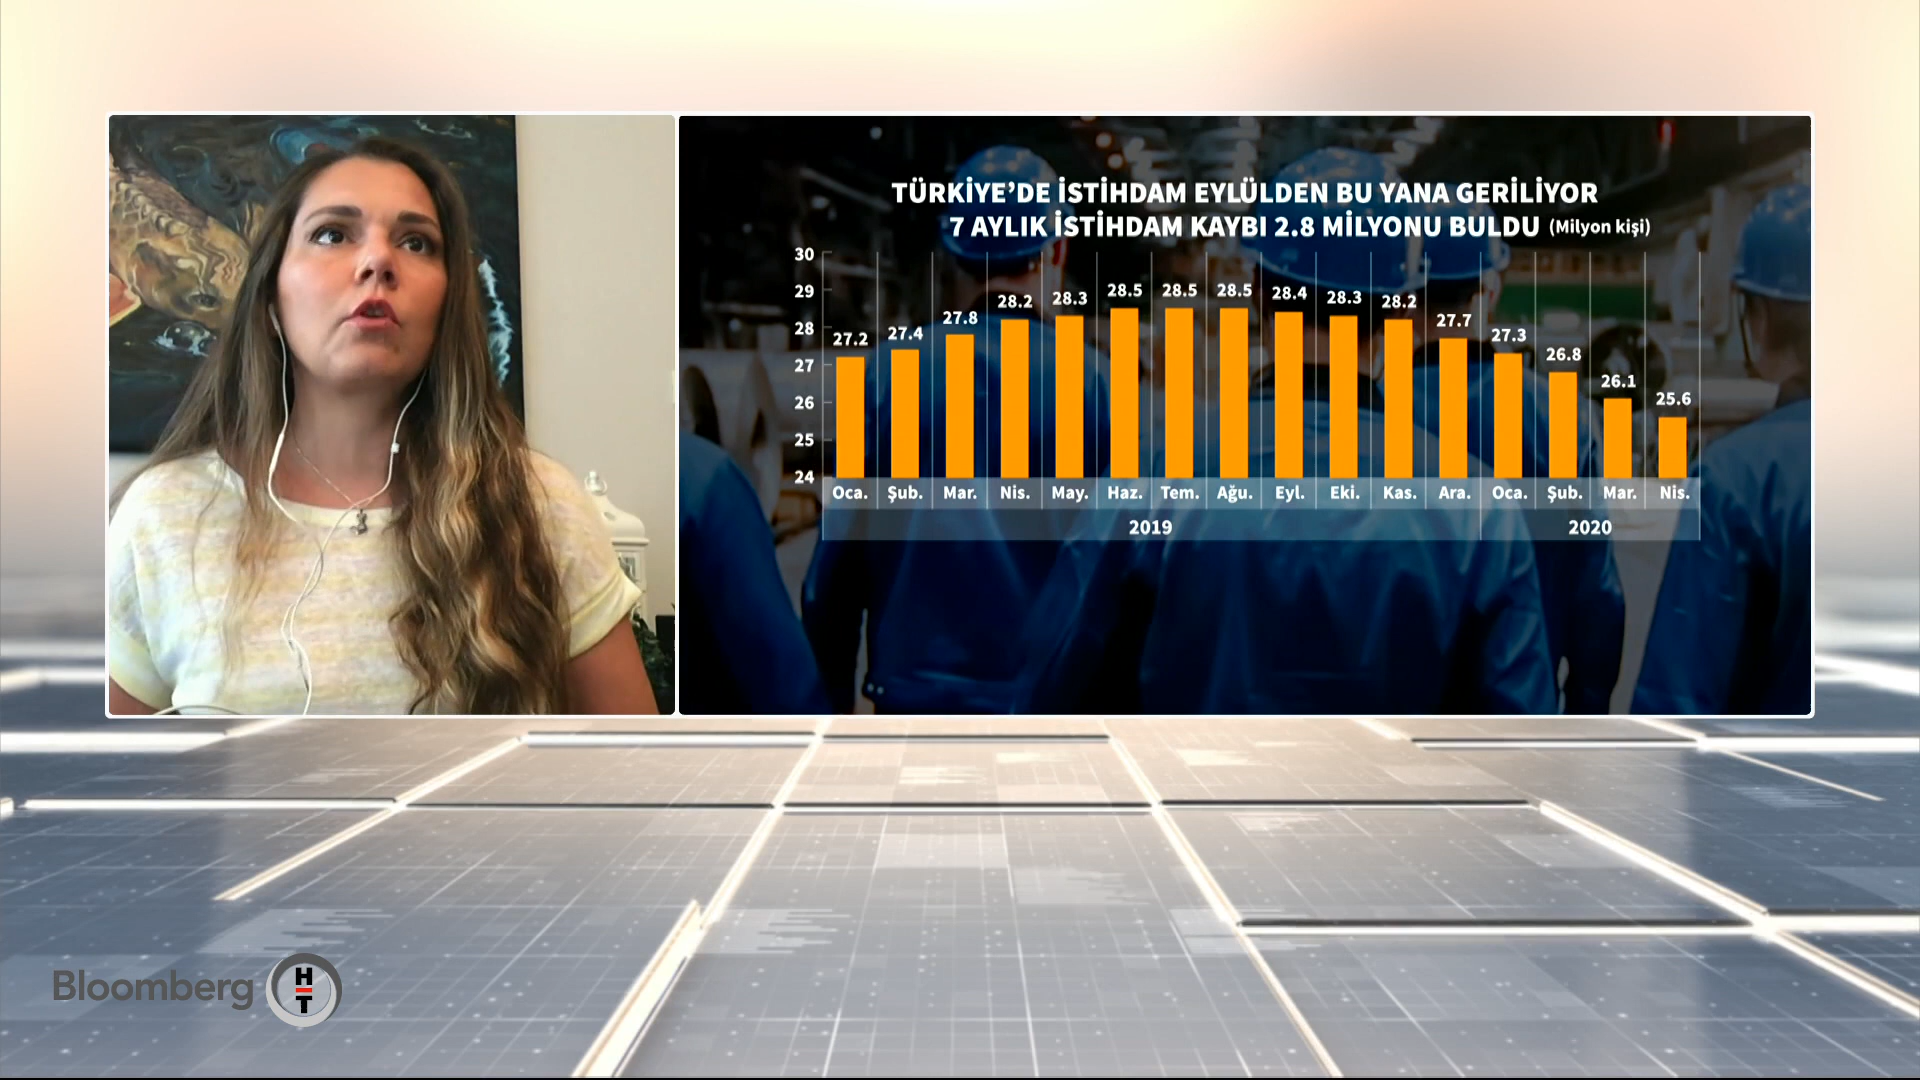 TÜRKİYE'DE İSTİHDAM EYLÜLDEN BU YANA GERİLİYOR
7 AYLIK İSTİHDAM KAYBI 2.8 MİLYONU BULDU (Milyon kişi)
30
29
28
27
26
25
24
27.2 27.4 27.8 28.2 28.3 28.5 28.5 28.5 28.4 28.3 28.2 27.7 27.3 26.8 26.1 25.6
Oca. Şub. Mar. Nis. May. Haz. Tem. Ağu. Eyl. Eki. Kas. Ara. Oca. Şub. Mar. Nis.
2019 2020
Bloomberg HT